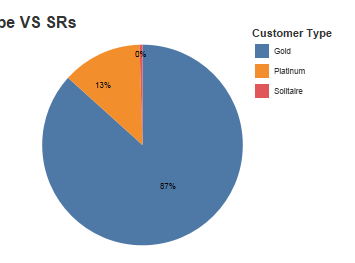 pe VS SRs
Customer Type
Gold
Platinum
Solitaire
0%
13%
87%